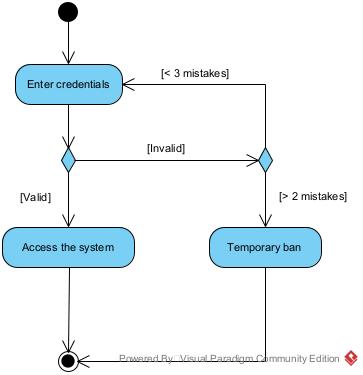 [< 3 mistakes]
Enter credentials
[Invalid]
[Valid]
[> 2 mistakes]
Access the system
Temporary ban
Powered By Visual Paradigm Community Edition